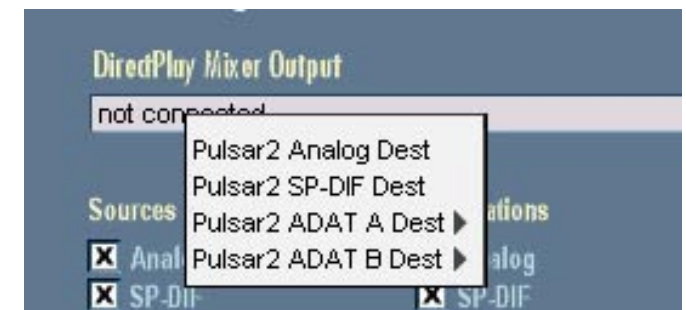 DirectPlay Mixer Output
not connected
Pulsar2 Analog Dest
Pulsar2 SP-DIF Dest
Sources
Pulsar2 ADAT A Dest
ations
Anal
Pulsar2 ADAT B Dest
alog
SP-DIF
SP-DIF